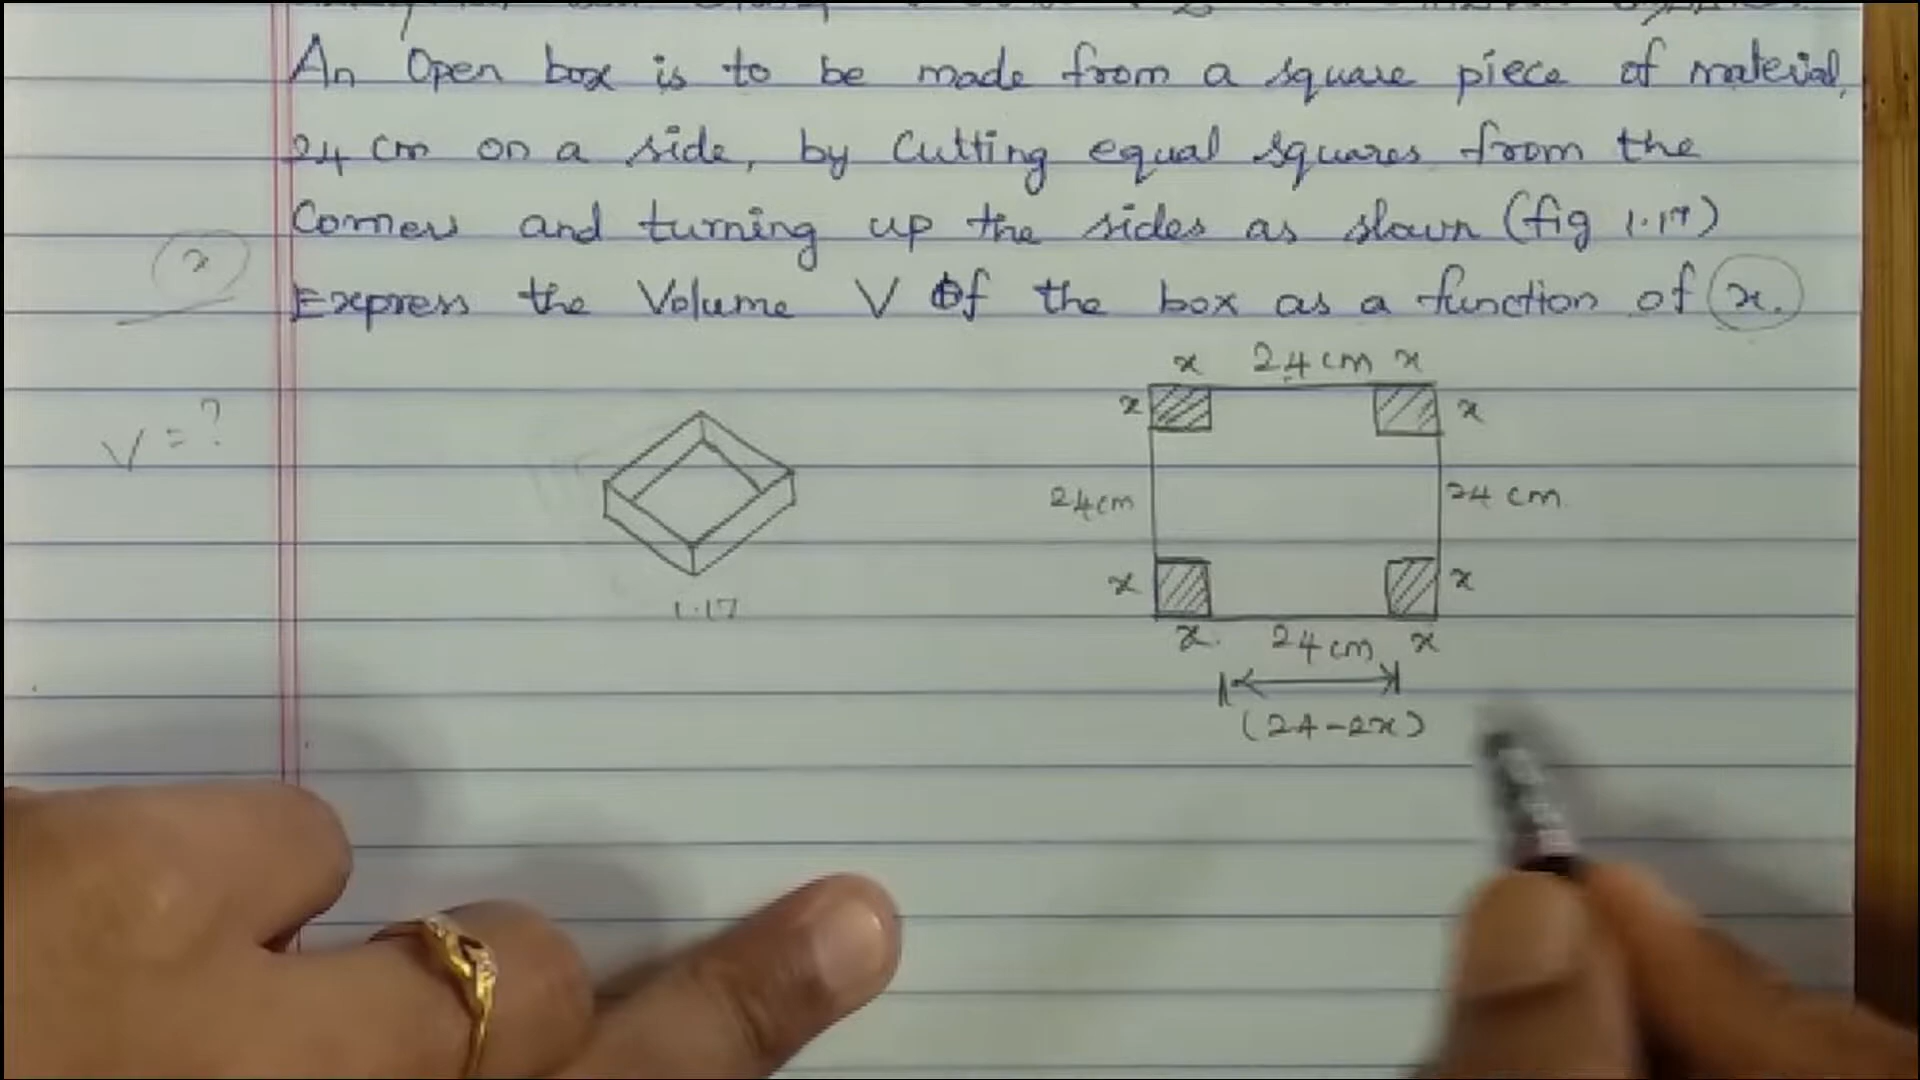 An Open box is to be made from a square piece of material,
24 cm on a side, by Cutting equal squares from the
Corners and turning up the sides as shown (fig 1.17)
Express the Volume V Of the box as a function of x.
x
V = ?
1.17
x 24 cm x
x x
24cm 24 cm
x x
x 24 cm x
(24-2x)